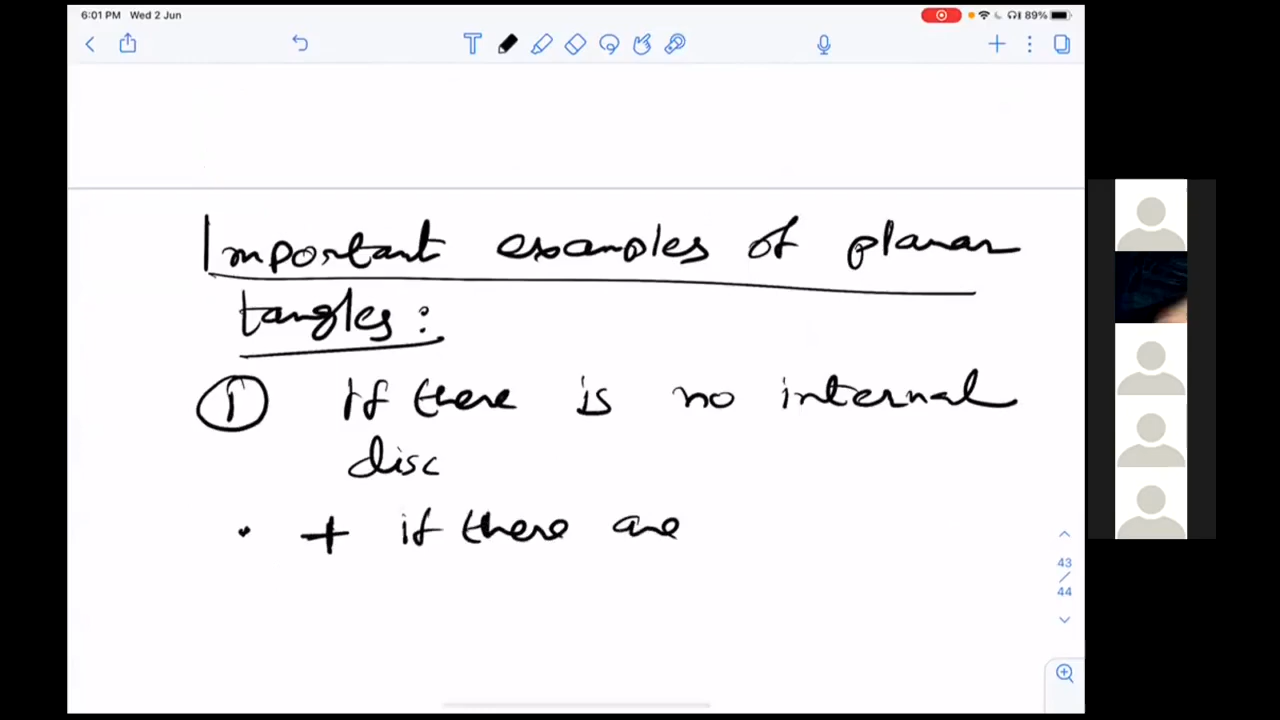 6:01 PM Wed 2 Jun 89%
T
Important examples of planar
tangles:
① If there is no internal
disc
• + if there are
43
/
44